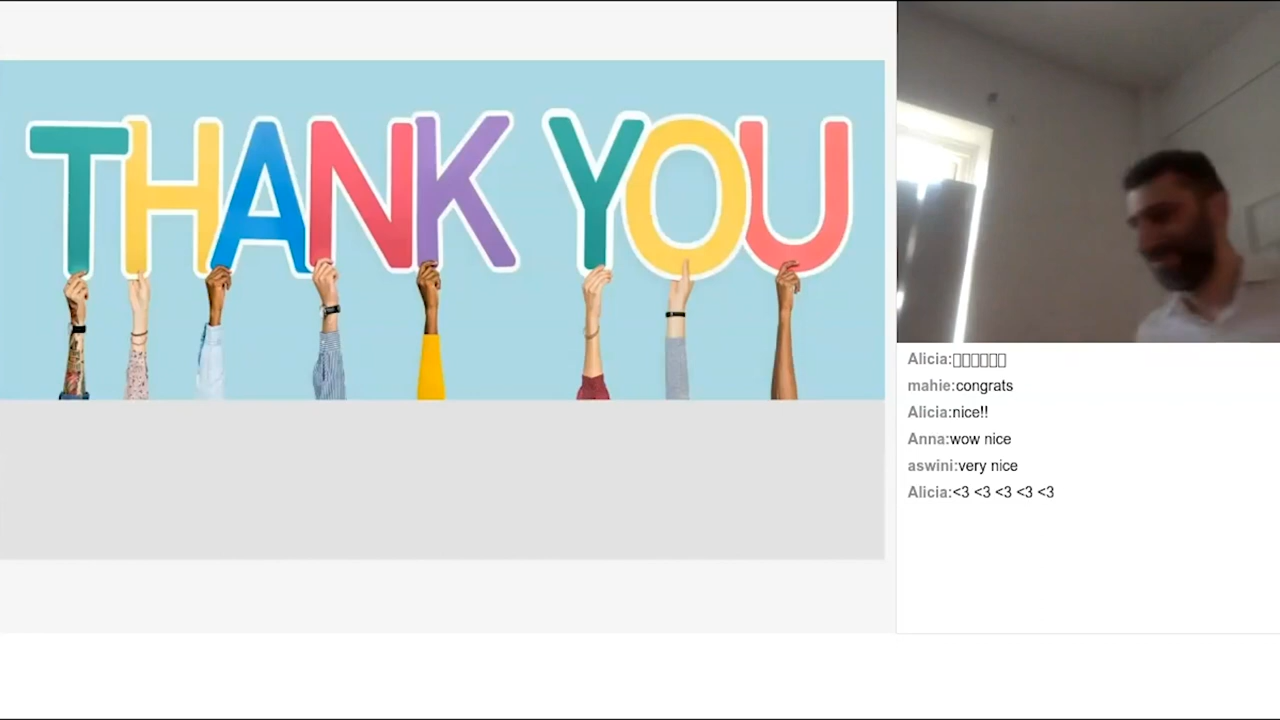 THANK YOU
Alicia:▯▯▯▯▯▯
mahie:congrats
Alicia:nice!!
Anna:wow nice
aswini:very nice
Alicia:<3 <3 <3 <3 <3